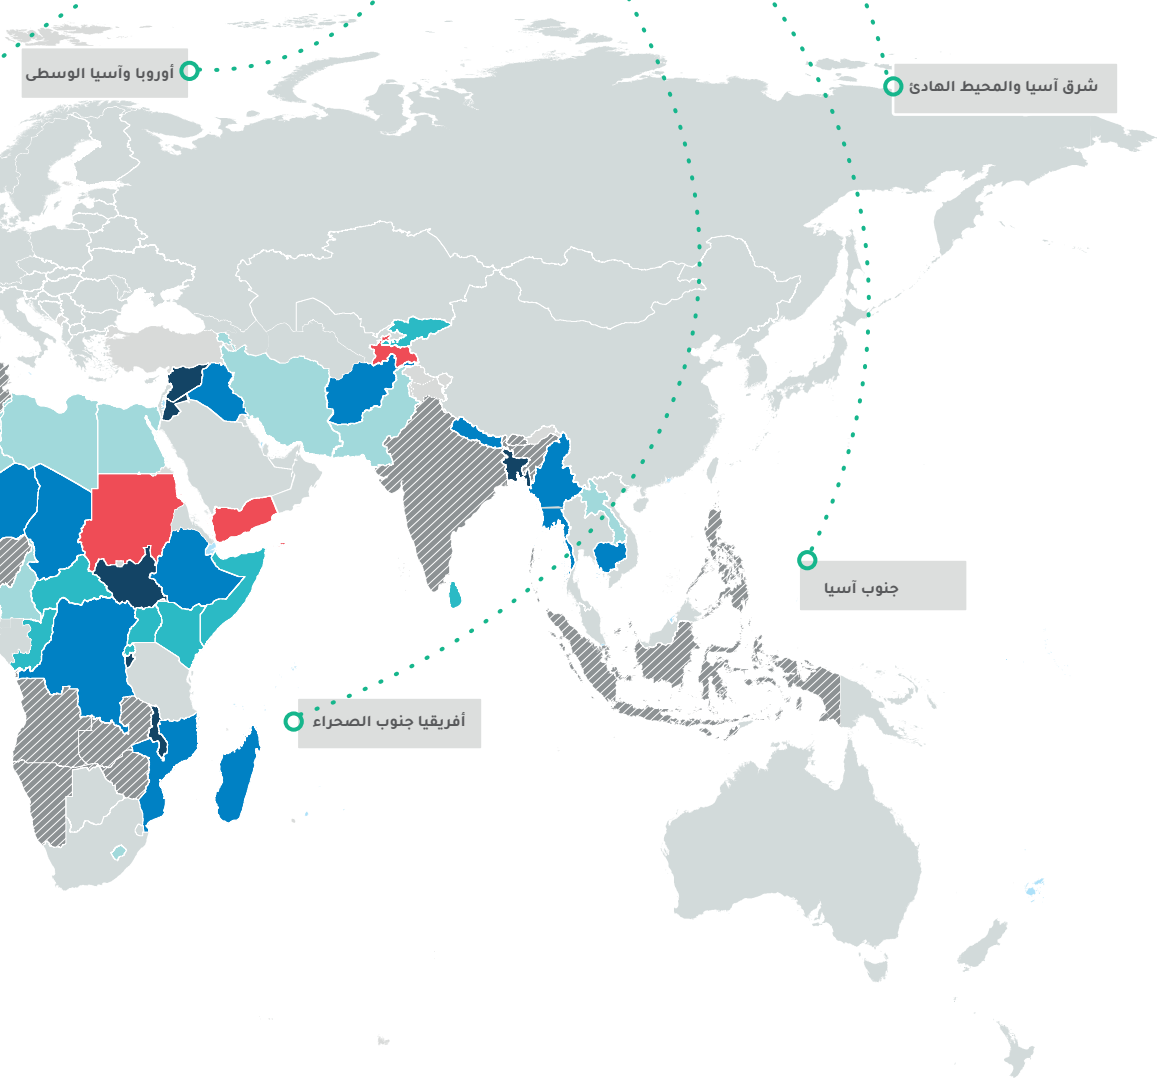 أوروبا وآسيا الوسطى
شرق آسيا والمحيط الهادئ
جنوب آسيا
أفريقيا جنوب الصحراء